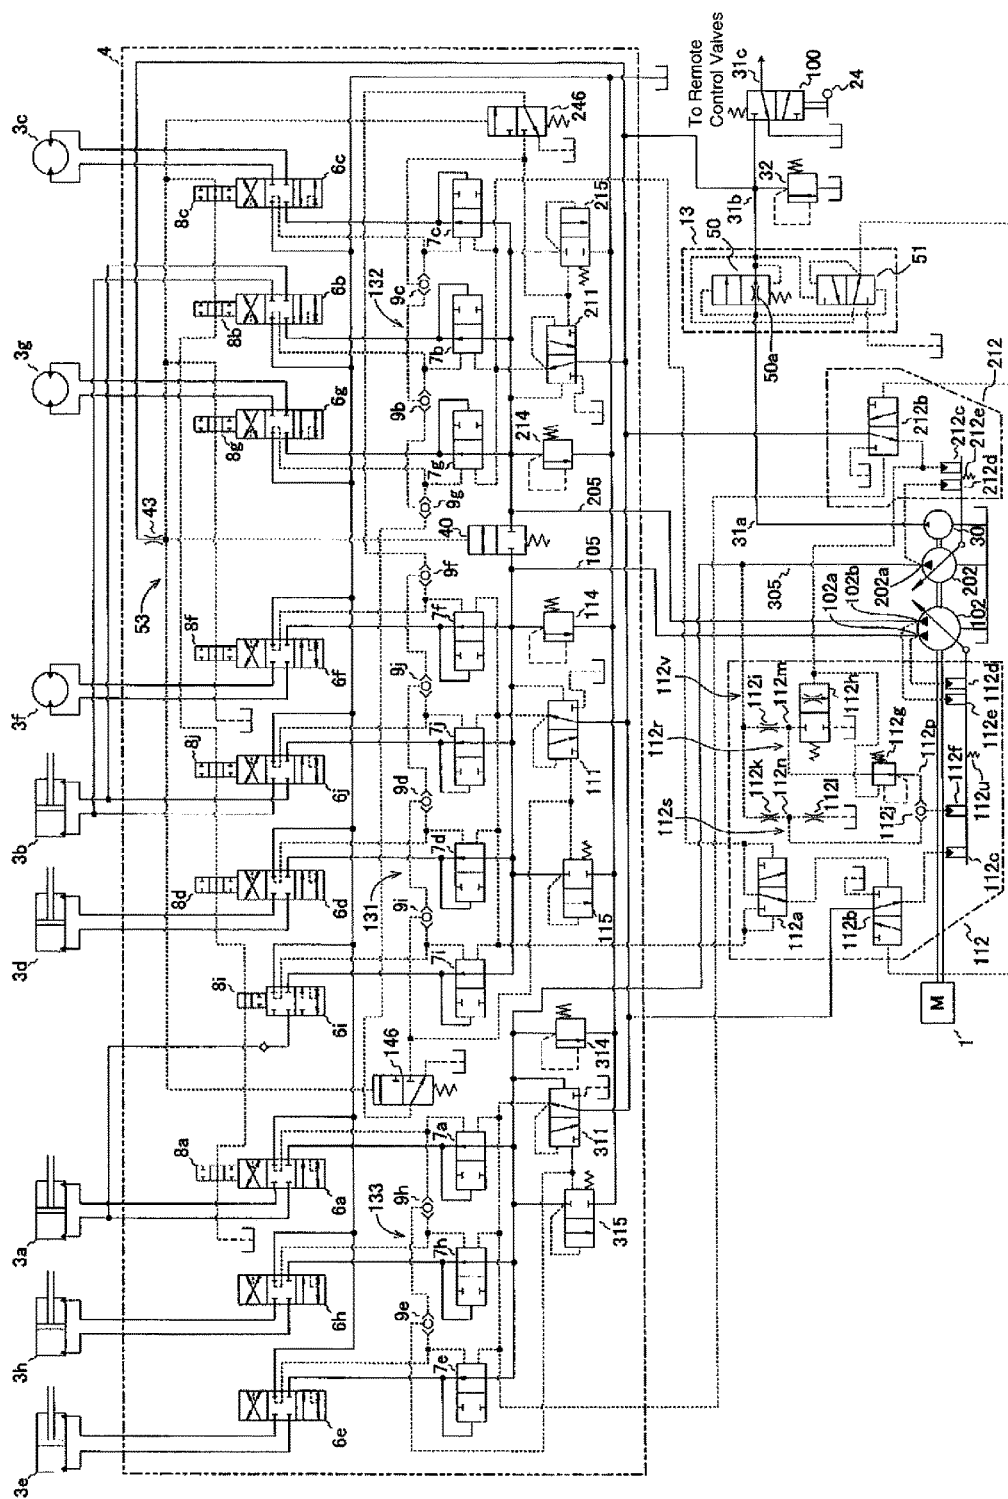 4
53
43
3c
3g
3f
3b
3d
3a
3h
3e
8c
8b
8g
8f
8j
8d
8i
8a
6c
6b
6g
6f
6j
6d
6i
6a
6h
6e
246
132
9c
9b
9g
9f
9j
9d
9i
9h
9e
131
133
146
7c
7b
7g
7f
7j
7d
7i
7a
7h
7e
40
215
211
214
205
105
114
111
115
314
311
315
To Remote
Control Valves
31c
100
24
32
31b
13
50
50a
51
31a
212
212b
212c
212e
212d
30
305
202
202a
102
102a
102b
112v
112r
112s
112i
112m
112h
112g
112p
112k
112n
112l
112j
112f
112d
112e
112u
112c
112a
112b
112
M
1